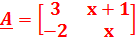 A = [ 3 x + 1
−2 x ]